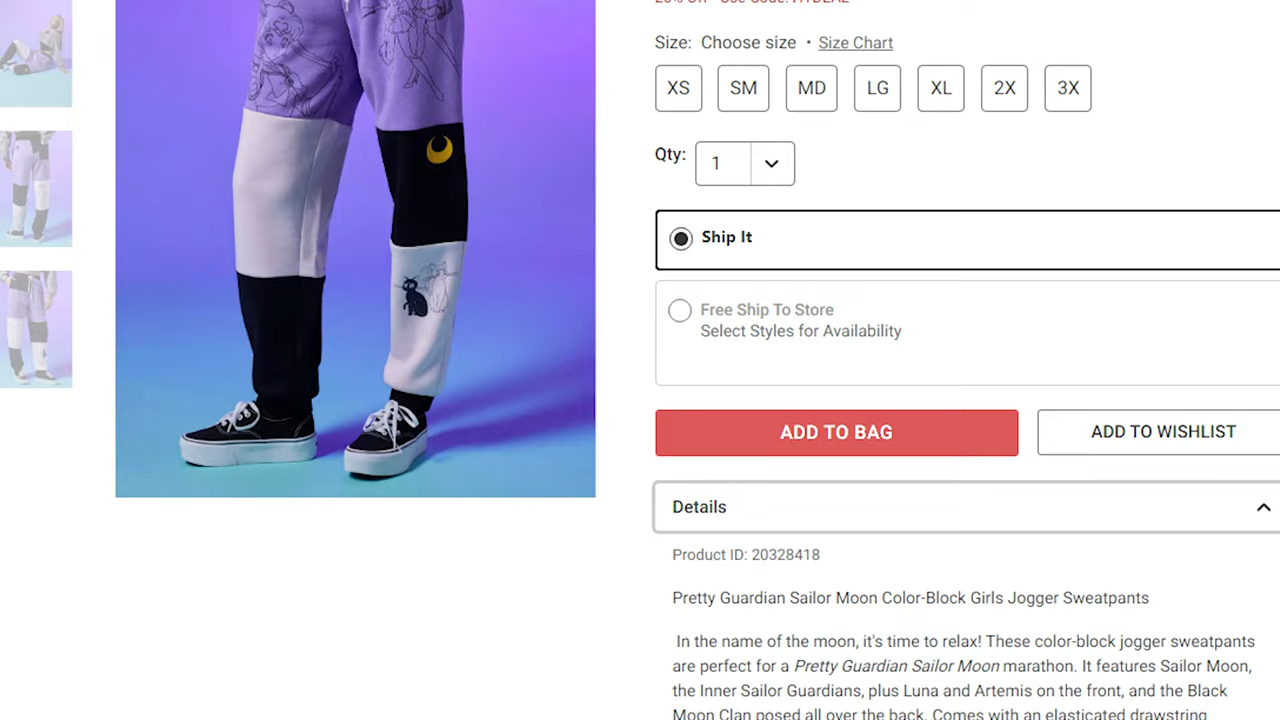 Size: Choose size • Size Chart
XS SM MD LG XL 2X 3X
Qty: 1
Ship It
Free Ship To Store
Select Styles for Availability
ADD TO BAG
ADD TO WISHLIST
Details
Product ID: 20328418
Pretty Guardian Sailor Moon Color-Block Girls Jogger Sweatpants
In the name of the moon, it's time to relax! These color-block jogger sweatpants
are perfect for a Pretty Guardian Sailor Moon marathon. It features Sailor Moon,
the Inner Sailor Guardians, plus Luna and Artemis on the front, and the Black
Moon Clan posed all over the back. Comes with an elasticated drawstring